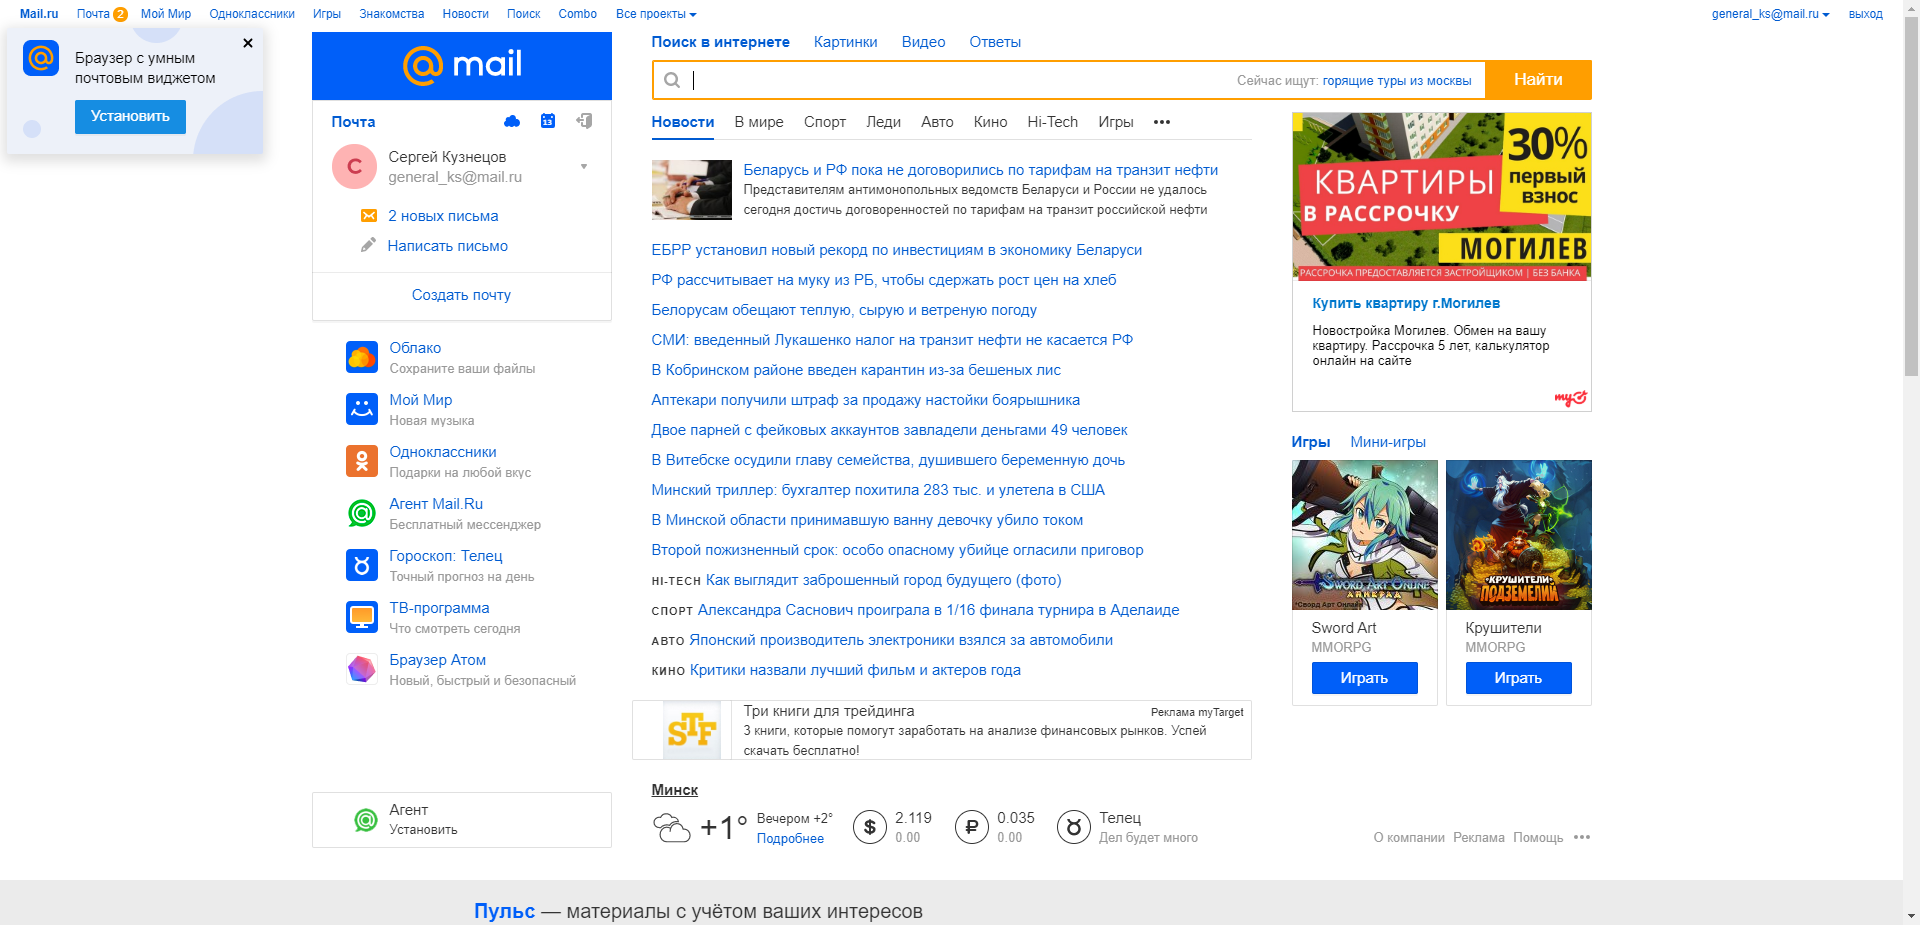 Mail.ru Почта 2 Мой Мир Одноклассники Игры Знакомства Новости Поиск Combo Все проекты general_ks@mail.ru выход
Браузер с умным
почтовым виджетом
Установить
mail
Почта 13
С
Сергей Кузнецов
general_ks@mail.ru
2 новых письма
Написать письмо
Создать почту
Облако
Сохраните ваши файлы
Мой Мир
Новая музыка
Одноклассники
Подарки на любой вкус
Агент Mail.Ru
Бесплатный мессенджер
Гороскоп: Телец
Точный прогноз на день
ТВ-программа
Что смотреть сегодня
Браузер Атом
Новый, быстрый и безопасный
Агент
Установить
Поиск в интернете Картинки Видео Ответы
Сейчас ищут: горящие туры из москвы Найти
Новости В мире Спорт Леди Авто Кино Hi-Tech Игры •••
Беларусь и РФ пока не договорились по тарифам на транзит нефти
Представителям антимонопольных ведомств Беларуси и России не удалось
сегодня достичь договоренностей по тарифам на транзит российской нефти
ЕБРР установил новый рекорд по инвестициям в экономику Беларуси
РФ рассчитывает на муку из РБ, чтобы сдержать рост цен на хлеб
Белорусам обещают теплую, сырую и ветреную погоду
СМИ: введенный Лукашенко налог на транзит нефти не касается РФ
В Кобринском районе введен карантин из-за бешеных лис
Аптекари получили штраф за продажу настойки боярышника
Двое парней с фейковых аккаунтов завладели деньгами 49 человек
В Витебске осудили главу семейства, душившего беременную дочь
Минский триллер: бухгалтер похитила 283 тыс. и улетела в США
В Минской области принимавшую ванну девочку убило током
Второй пожизненный срок: особо опасному убийце огласили приговор
HI-TECH Как выглядит заброшенный город будущего (фото)
СПОРТ Александра Саснович проиграла в 1/16 финала турнира в Аделаиде
АВТО Японский производитель электроники взялся за автомобили
КИНО Критики назвали лучший фильм и актеров года
STF
Три книги для трейдинга Реклама myTarget
3 книги, которые помогут заработать на анализе финансовых рынков. Успей
скачать бесплатно!
Минск
+1° Вечером +2° $ 2.119 ₽ 0.035 Телец
Подробнее 0.00 0.00 Дел будет много
30%
первый
взнос
КВАРТИРЫ
В РАССРОЧКУ
МОГИЛЕВ
РАССРОЧКА ПРЕДОСТАВЛЯЕТСЯ ЗАСТРОЙЩИКОМ | БЕЗ БАНКА
Купить квартиру г.Могилев
Новостройка Могилев. Обмен на вашу
квартиру. Рассрочка 5 лет, калькулятор
онлайн на сайте
my
Игры Мини-игры
SWORD ART ONLINE
АЙНГРАД
*Сворд Арт Онлайн
КРУШИТЕЛИ
ПОДЗЕМЕЛИЙ
Sword Art Крушители
MMORPG MMORPG
Играть Играть
О компании Реклама Помощь •••
Пульс — материалы с учётом ваших интересов